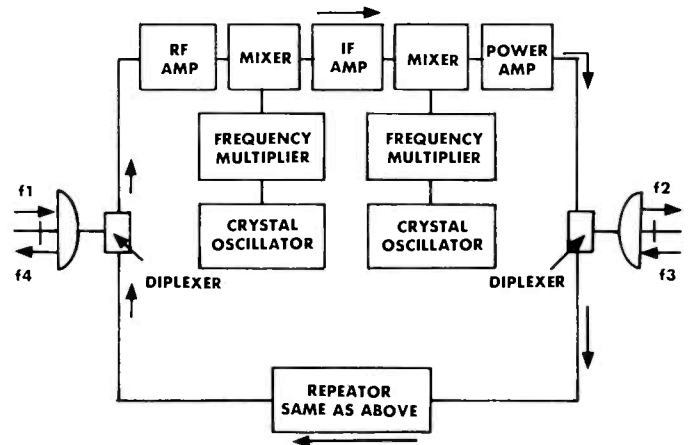 RF
AMP
MIXER
IF
AMP
MIXER
POWER
AMP
FREQUENCY
MULTIPLIER
FREQUENCY
MULTIPLIER
f1
f2
CRYSTAL
OSCILLATOR
CRYSTAL
OSCILLATOR
f4
f3
DIPLEXER
DIPLEXER
REPEATOR
SAME AS ABOVE